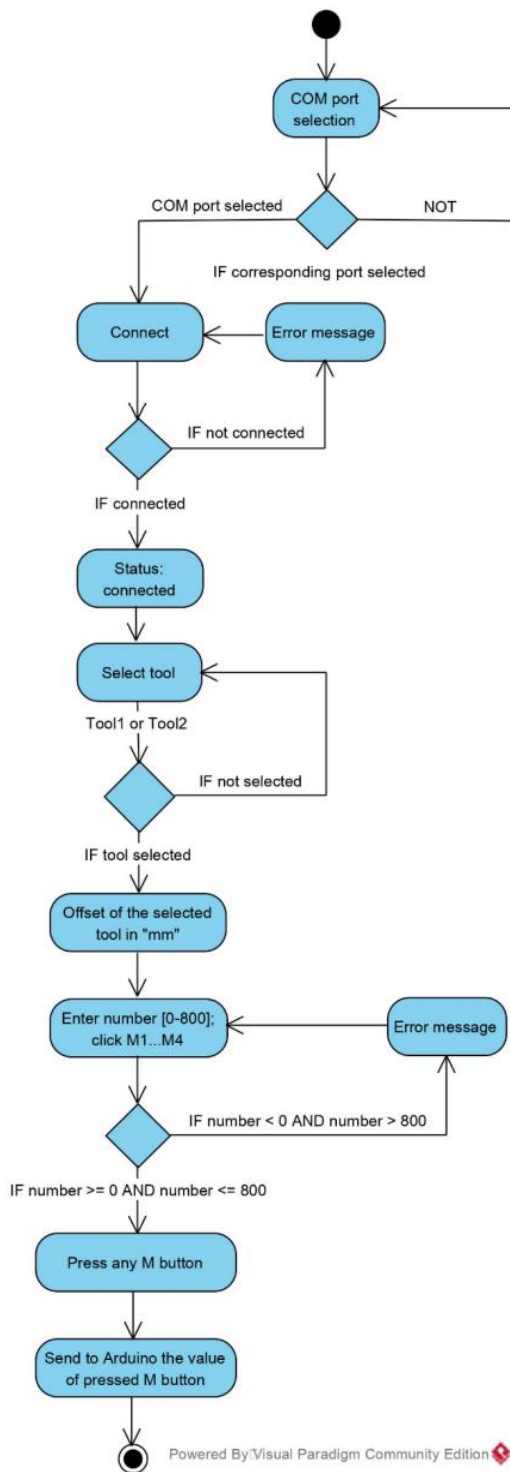 COM port
selection
COM port selected
NOT
IF corresponding port selected
Connect
Error message
IF not connected
IF connected
Status:
connected
Select tool
Tool1 or Tool2
IF not selected
IF tool selected
Offset of the selected
tool in "mm"
Enter number [0-800];
click M1...M4
Error message
IF number < 0 AND number > 800
IF number >= 0 AND number <= 800
Press any M button
Send to Arduino the value
of pressed M button
Powered By Visual Paradigm Community Edition